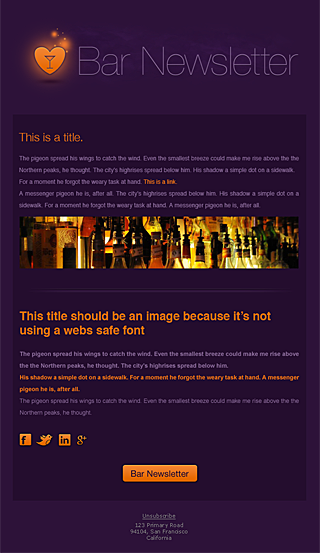 Bar Newsletter
This is a title.
The pigeon spread his wings to catch the wind. Even the smallest breeze could make me rise above the the
Northern peaks, he thought. The city's highrises spread below him. His shadow a simple dot on a sidewalk.
For a moment he forgot the weary task at hand. This is a link.
A messenger pigeon he is, after all. The city's highrises spread below him. His shadow a simple dot on a
sidewalk. For a moment he forgot the weary task at hand. A messenger pigeon he is, after all.
This title should be an image because it's not
using a webs safe font
The pigeon spread his wings to catch the wind. Even the smallest breeze could make me rise above
the the Northern peaks, he thought. The city's highrises spread below him.
His shadow a simple dot on a sidewalk. For a moment he forgot the weary task at hand. A messenger
pigeon he is, after all.
The pigeon spread his wings to catch the wind. Even the smallest breeze could make me rise above the the
Northern peaks, he thought.
Bar Newsletter
Unsubscribe
123 Primary Road
94104, San Francisco
California